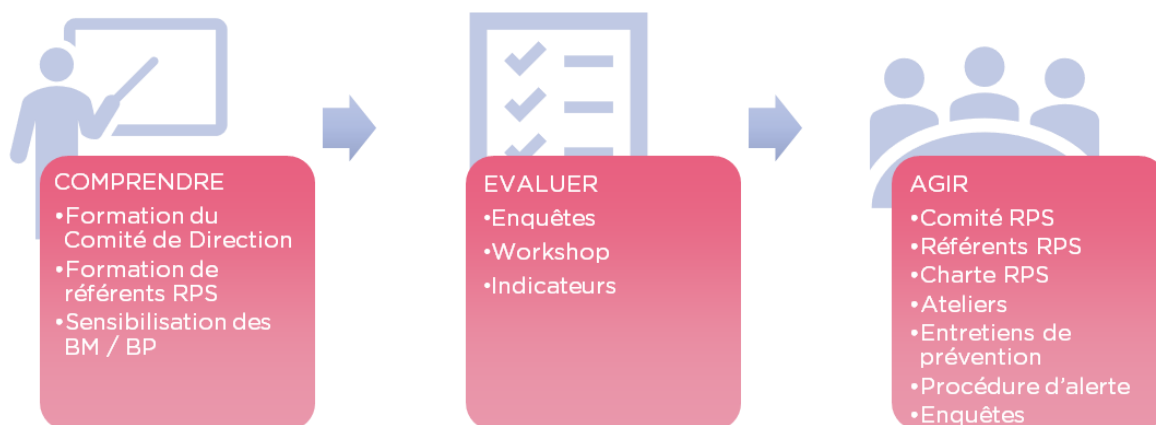 COMPRENDRE
•Formation du
Comité de Direction
•Formation de
référents RPS
•Sensibilisation des
BM / BP
EVALUER
•Enquêtes
•Workshop
•Indicateurs
AGIR
•Comité RPS
•Référents RPS
•Charte RPS
•Ateliers
•Entretiens de
prévention
•Procédure d'alerte
•Enquêtes